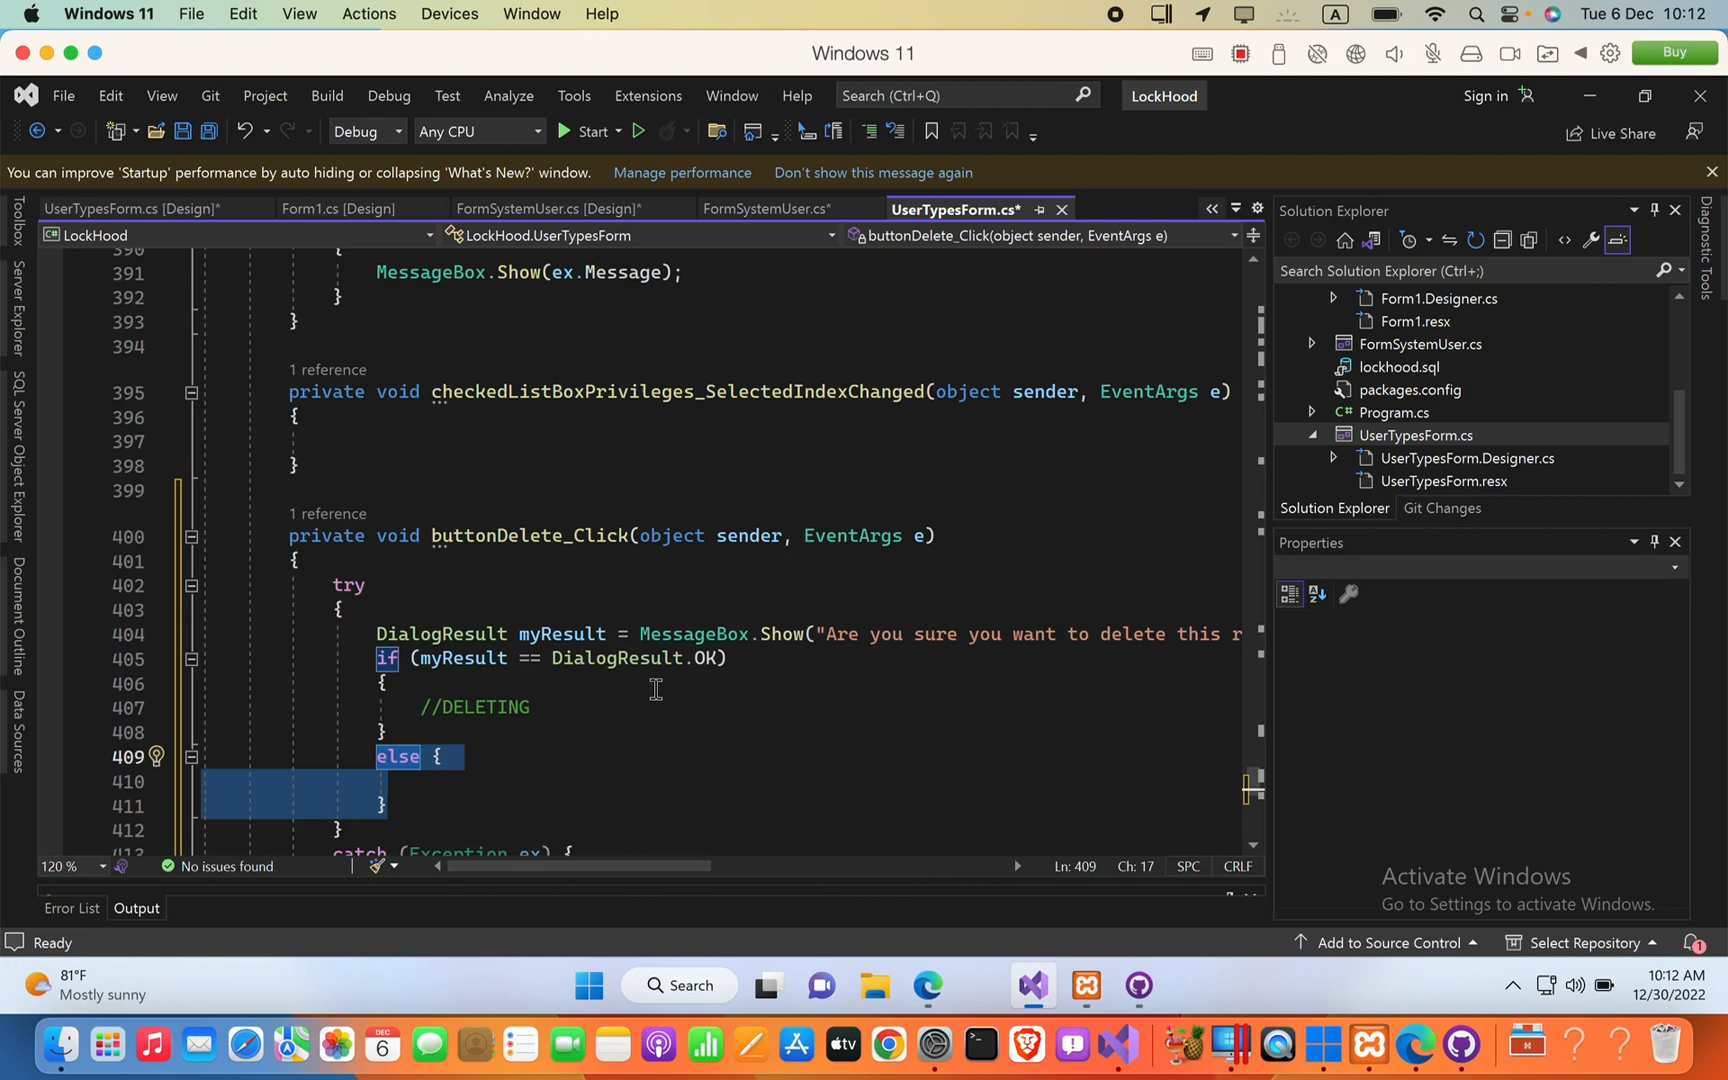 Windows 11 File Edit View Actions Devices Window Help A Tue 6 Dec 10:12
Windows 11 Buy
File Edit View Git Project Build Debug Test Analyze Tools Extensions Window Help Search (Ctrl+Q) LockHood Sign in
Debug Any CPU Start Live Share
You can improve 'Startup' performance by auto hiding or collapsing 'What's New?' window. Manage performance Don't show this message again
UserTypesForm.cs [Design]* Form1.cs [Design] FormSystemUser.cs [Design]* FormSystemUser.cs* UserTypesForm.cs*
LockHood LockHood.UserTypesForm buttonDelete_Click(object sender, EventArgs e)
390 {
391 MessageBox.Show(ex.Message);
392 }
393 }
394
1 reference
395 private void checkedListBoxPrivileges_SelectedIndexChanged(object sender, EventArgs e)
396 {
397
398 }
399
1 reference
400 private void buttonDelete_Click(object sender, EventArgs e)
401 {
402 try
403 {
404 DialogResult myResult = MessageBox.Show("Are you sure you want to delete this r
405 if (myResult == DialogResult.OK)
406 {
407 //DELETING
408 }
409 else {
410
411 }
412 }
413 catch (Exception ex) {
120 % No issues found Ln: 409 Ch: 17 SPC CRLF
Error List Output
Ready Add to Source Control Select Repository 1
Toolbox
Server Explorer
SQL Server Object Explorer
Document Outline
Data Sources
Solution Explorer
Search Solution Explorer (Ctrl+;)
Form1.Designer.cs
Form1.resx
FormSystemUser.cs
lockhood.sql
packages.config
C# Program.cs
UserTypesForm.cs
UserTypesForm.Designer.cs
UserTypesForm.resx
Solution Explorer Git Changes
Properties
Diagnostic Tools
Activate Windows
Go to Settings to activate Windows.
81°F
Mostly sunny
Search
10:12 AM
12/30/2022
DEC
6
tv